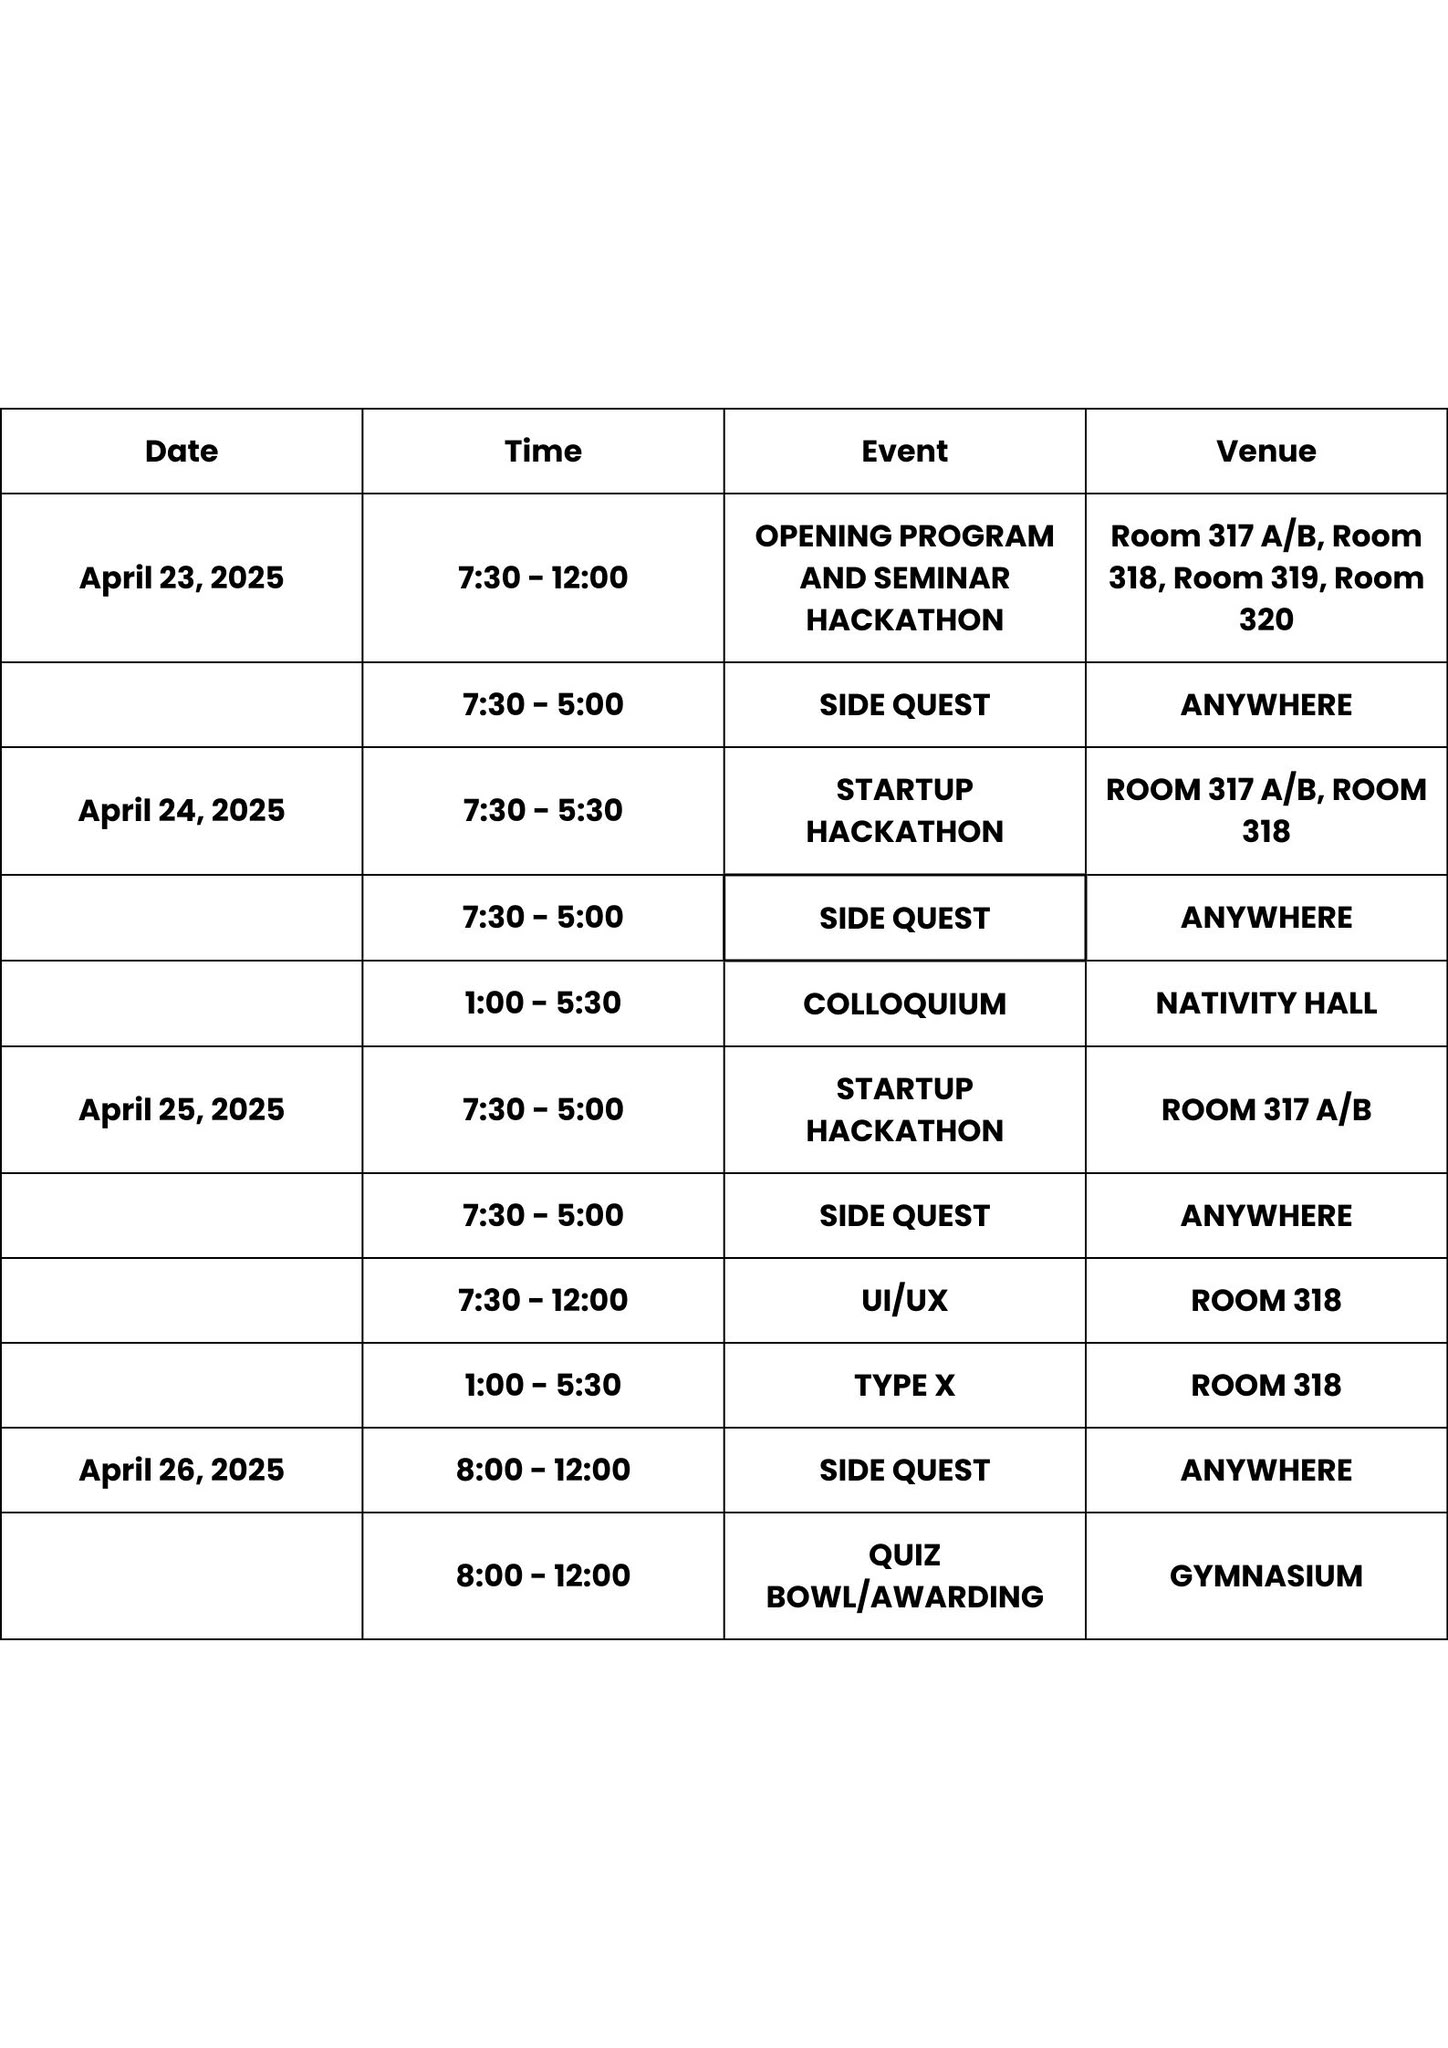 Date Time Event Venue
April 23, 2025 7:30 - 12:00 OPENING PROGRAM AND SEMINAR HACKATHON Room 317 A/B, Room 318, Room 319, Room 320
7:30 - 5:00 SIDE QUEST ANYWHERE
April 24, 2025 7:30 - 5:30 STARTUP HACKATHON ROOM 317 A/B, ROOM 318
7:30 - 5:00 SIDE QUEST ANYWHERE
1:00 - 5:30 COLLOQUIUM NATIVITY HALL
April 25, 2025 7:30 - 5:00 STARTUP HACKATHON ROOM 317 A/B
7:30 - 5:00 SIDE QUEST ANYWHERE
7:30 - 12:00 UI/UX ROOM 318
1:00 - 5:30 TYPE X ROOM 318
April 26, 2025 8:00 - 12:00 SIDE QUEST ANYWHERE
8:00 - 12:00 QUIZ BOWL/AWARDING GYMNASIUM